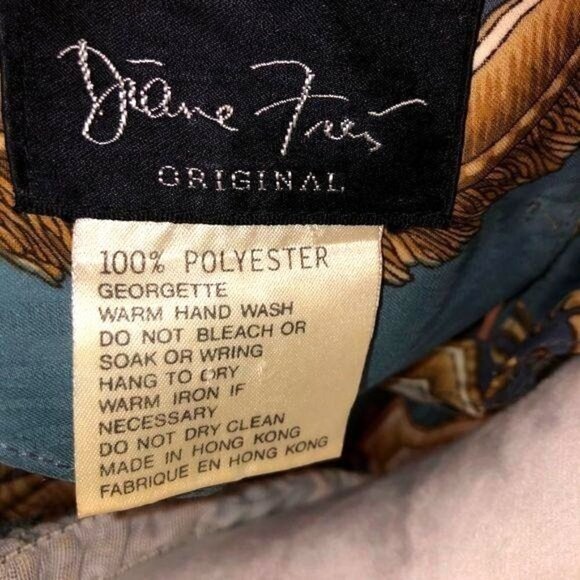 Diane Freis
ORIGINAL
100% POLYESTER
GEORGETTE
WARM HAND WASH
DO NOT BLEACH OR
SOAK OR WRING
HANG TO DRY
WARM IRON IF
NECESSARY
DO NOT DRY CLEAN
MADE IN HONG KONG
FABRIQUE EN HONG KONG